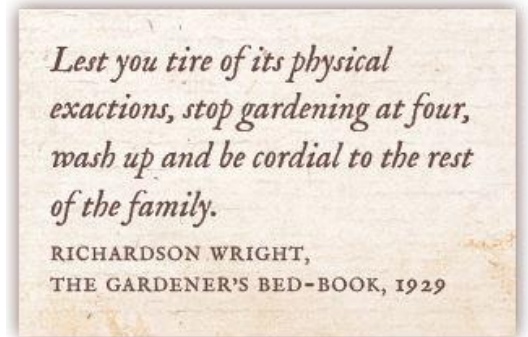 Lest you tire of its physical
exactions, stop gardening at four,
wash up and be cordial to the rest
of the family.
RICHARDSON WRIGHT,
THE GARDENER'S BED-BOOK, 1929